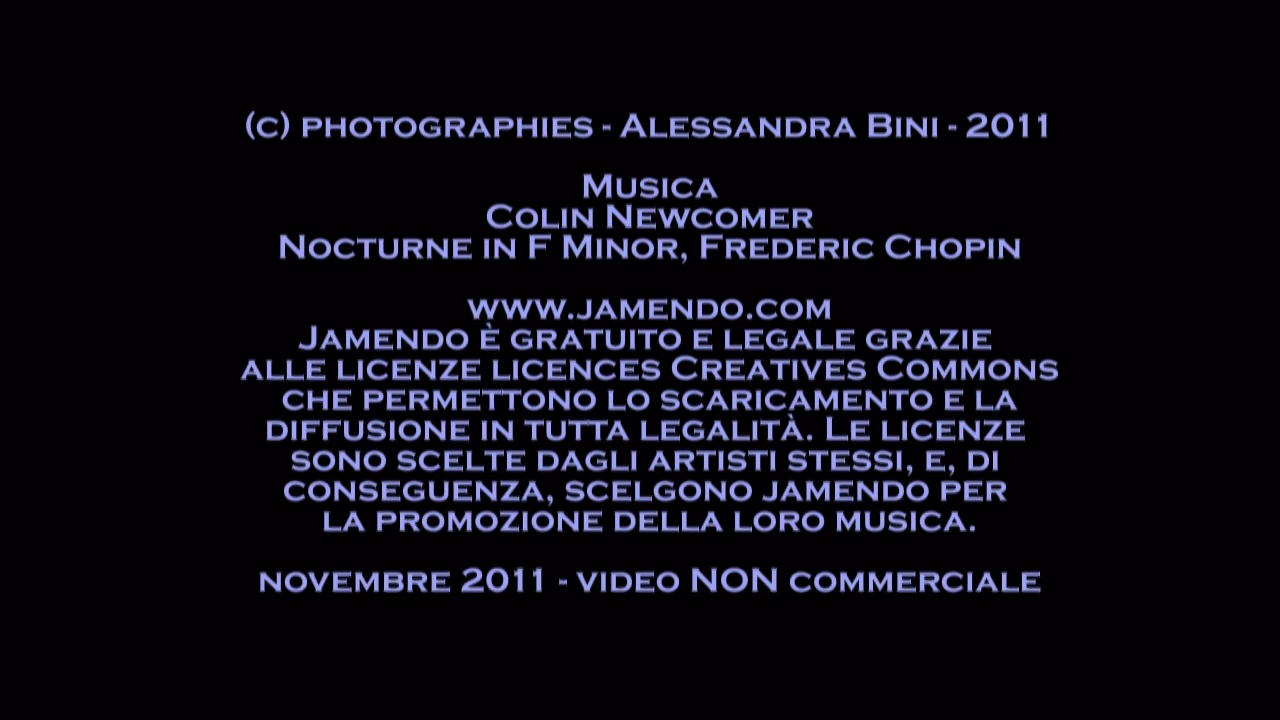 (c) photographies - Alessandra Bini - 2011
Musica
Colin Newcomer
Nocturne in F Minor, Frederic Chopin
www.jamendo.com
Jamendo è gratuito e legale grazie
alle licenze licences Creatives Commons
che permettono lo scaricamento e la
diffusione in tutta legalità. Le licenze
sono scelte dagli artisti stessi, e, di
conseguenza, scelgono jamendo per
la promozione della loro musica.
novembre 2011 - video NON commerciale